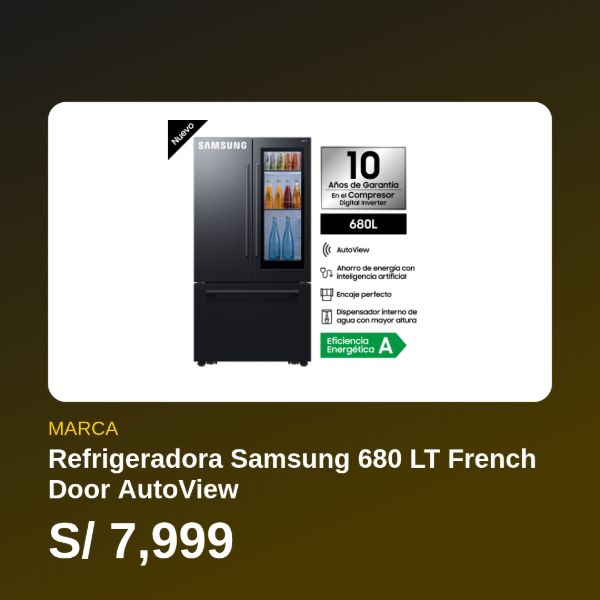 Nuevo
SAMSUNG
10
Años de Garantía
En el Compresor
Digital Inverter
680L
AutoView
Ahorro de energía con
inteligencia artificial
Encaje perfecto
Dispensador interno de
agua con mayor altura
Eficiencia
Energética A
MARCA
Refrigeradora Samsung 680 LT French
Door AutoView
S/ 7,999